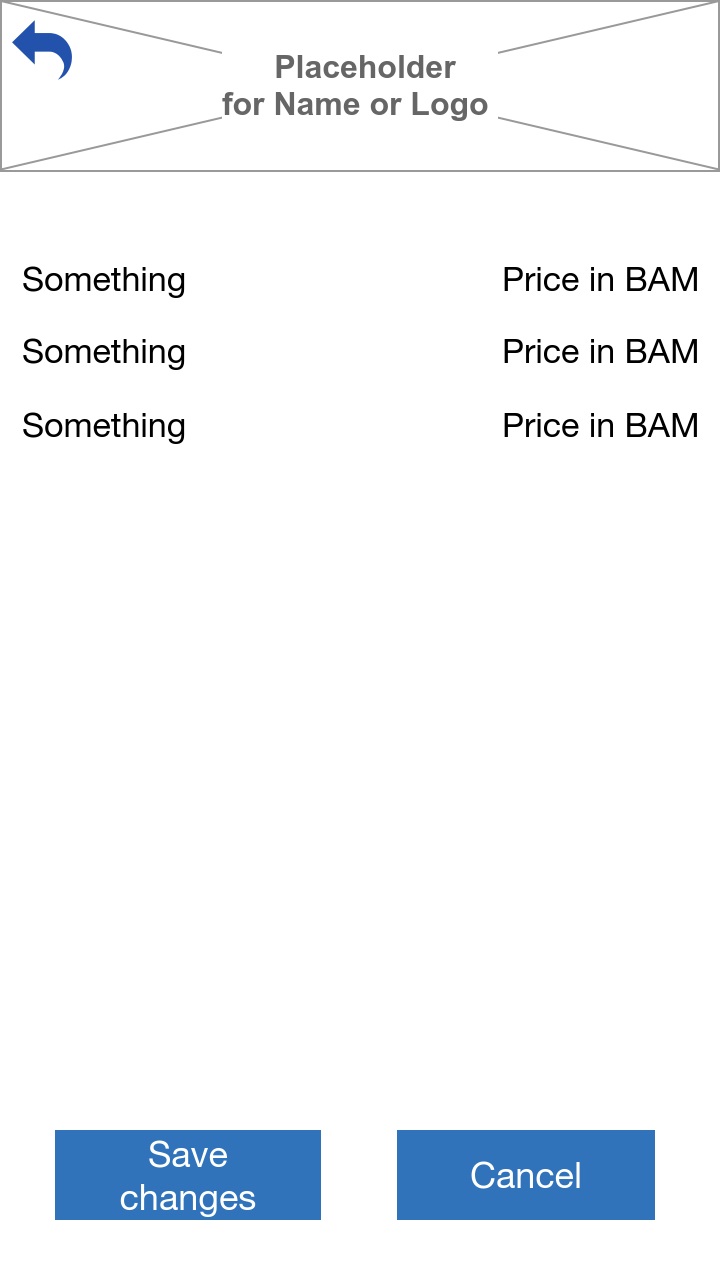 Placeholder
for Name or Logo
Something Price in BAM
Something Price in BAM
Something Price in BAM
Save
changes
Cancel